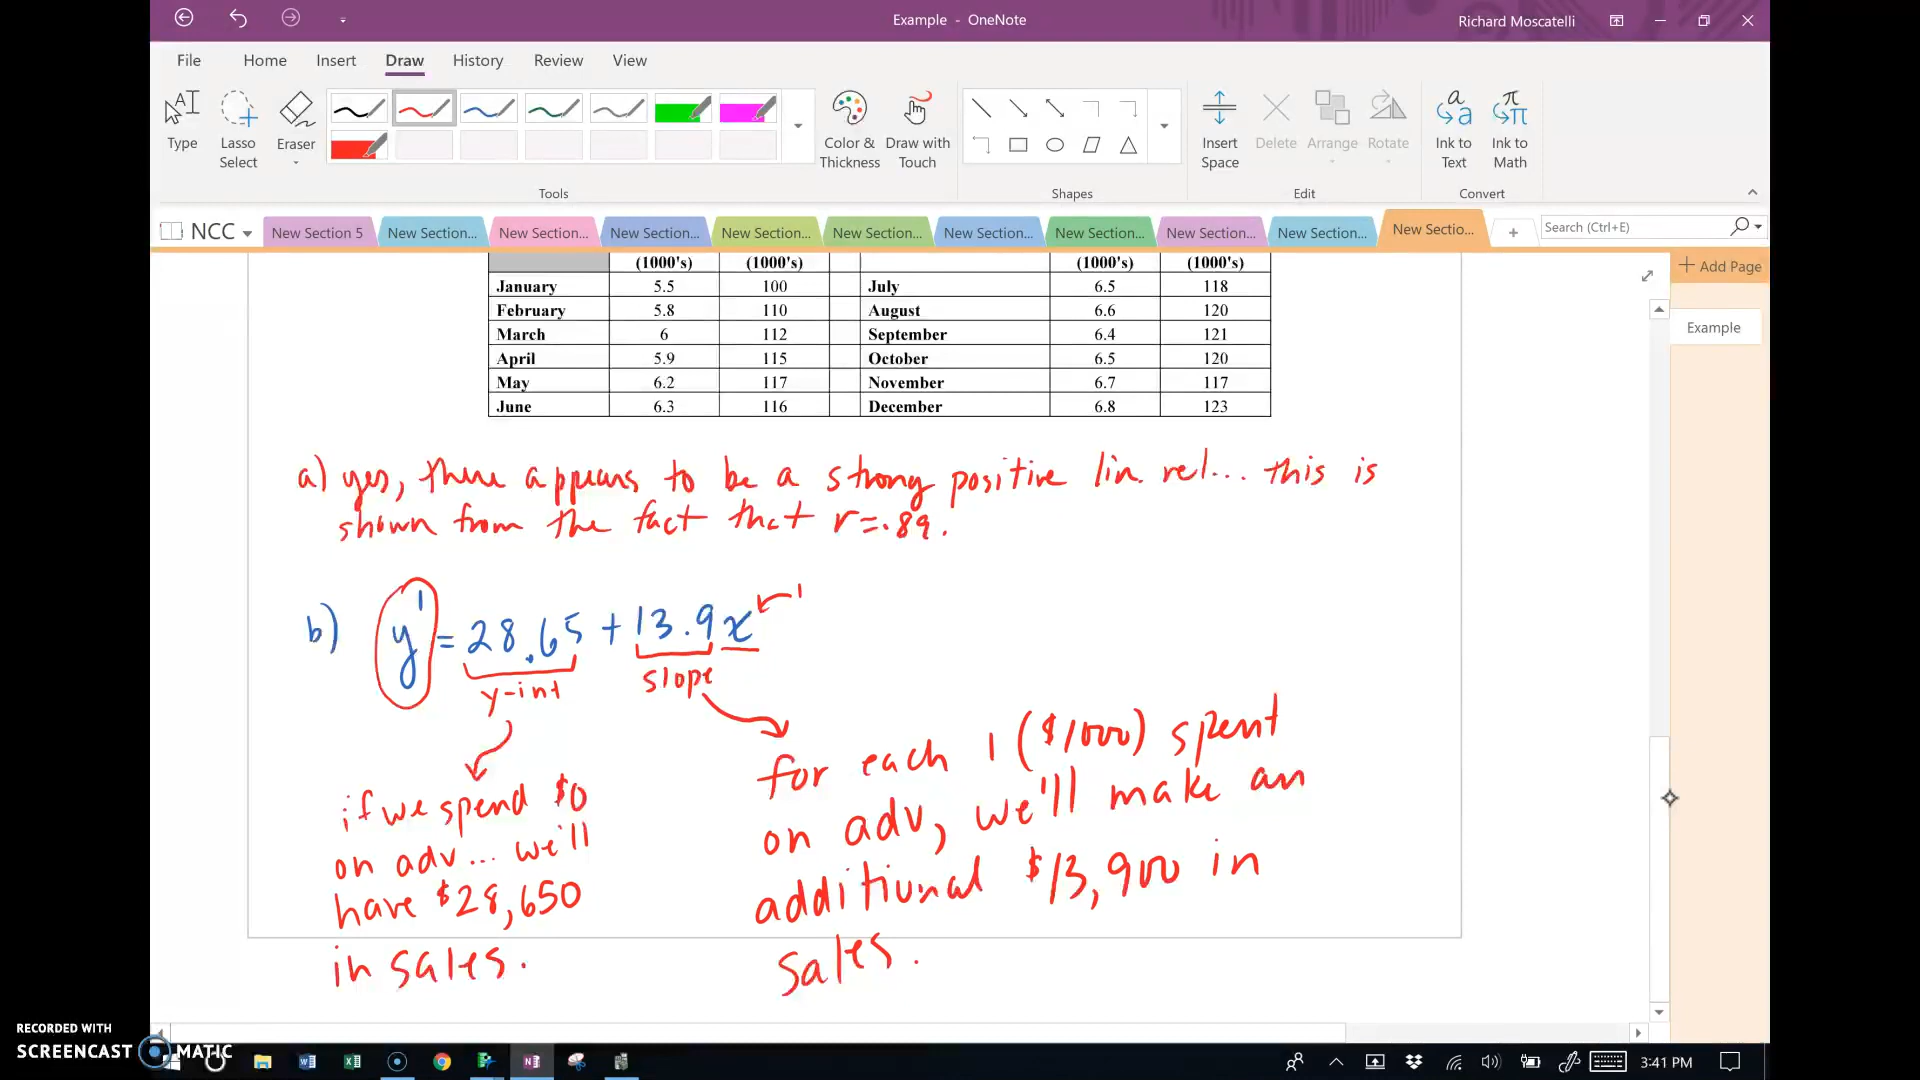 Example - OneNote
Richard Moscatelli
File Home Insert Draw History Review View
Type
Lasso Select
Eraser
Color & Thickness
Draw with Touch
Insert Space
Delete
Arrange
Rotate
Ink to Text
Ink to Math
Tools
Shapes
Edit
Convert
NCC
New Section 5 New Section... New Section... New Section... New Section... New Section... New Section... New Section... New Section... New Section... New Sectio...
Search (Ctrl+E)
Add Page
Example
(1000's) (1000's) (1000's) (1000's)
January 5.5 100 July 6.5 118
February 5.8 110 August 6.6 120
March 6 112 September 6.4 121
April 5.9 115 October 6.5 120
May 6.2 117 November 6.7 117
June 6.3 116 December 6.8 123
a) yes, there appears to be a strong positive lin. rel... this is
shown from the fact that r=.89.
b) y' = 28.65 + 13.9x
y-int
slope
if we spend $0
on adv... we'll
have $28,650
in sales.
for each 1 ($1000) spent
on adv, we'll make an
additional $13,900 in
sales.
RECORDED WITH
SCREENCAST MATIC
3:41 PM